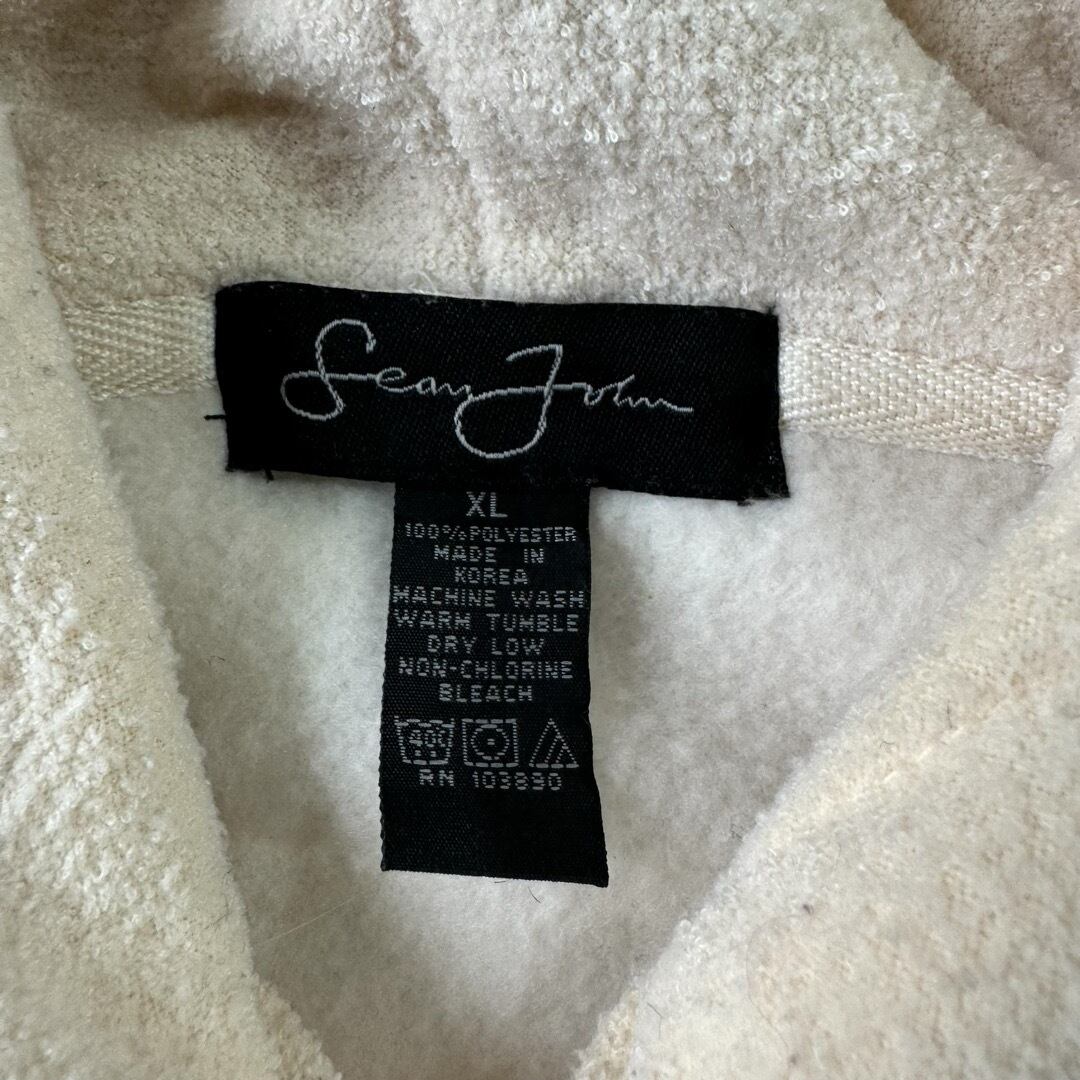 Sean John
XL
100% POLYESTER
MADE IN
KOREA
MACHINE WASH
WARM TUMBLE
DRY LOW
NON-CHLORINE
BLEACH
40
RN 103890